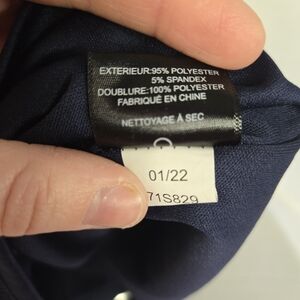 EXTERIEUR:95% POLYESTER
5% SPANDEX
DOUBLURE:100% POLYESTER
FABRIQUÉ EN CHINE
NETTOYAGE À SEC
01/22
71S829